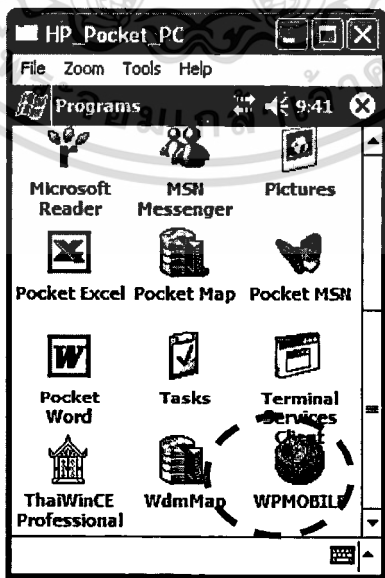 HP_Pocket_PC
File Zoom Tools Help
Programs 9:41
Microsoft Reader
MSN Messenger
Pictures
Pocket Excel
Pocket Map
Pocket MSN
Pocket Word
Tasks
Terminal Services Client
ThaiWinCE Professional
WdmMap
WPMOBILE